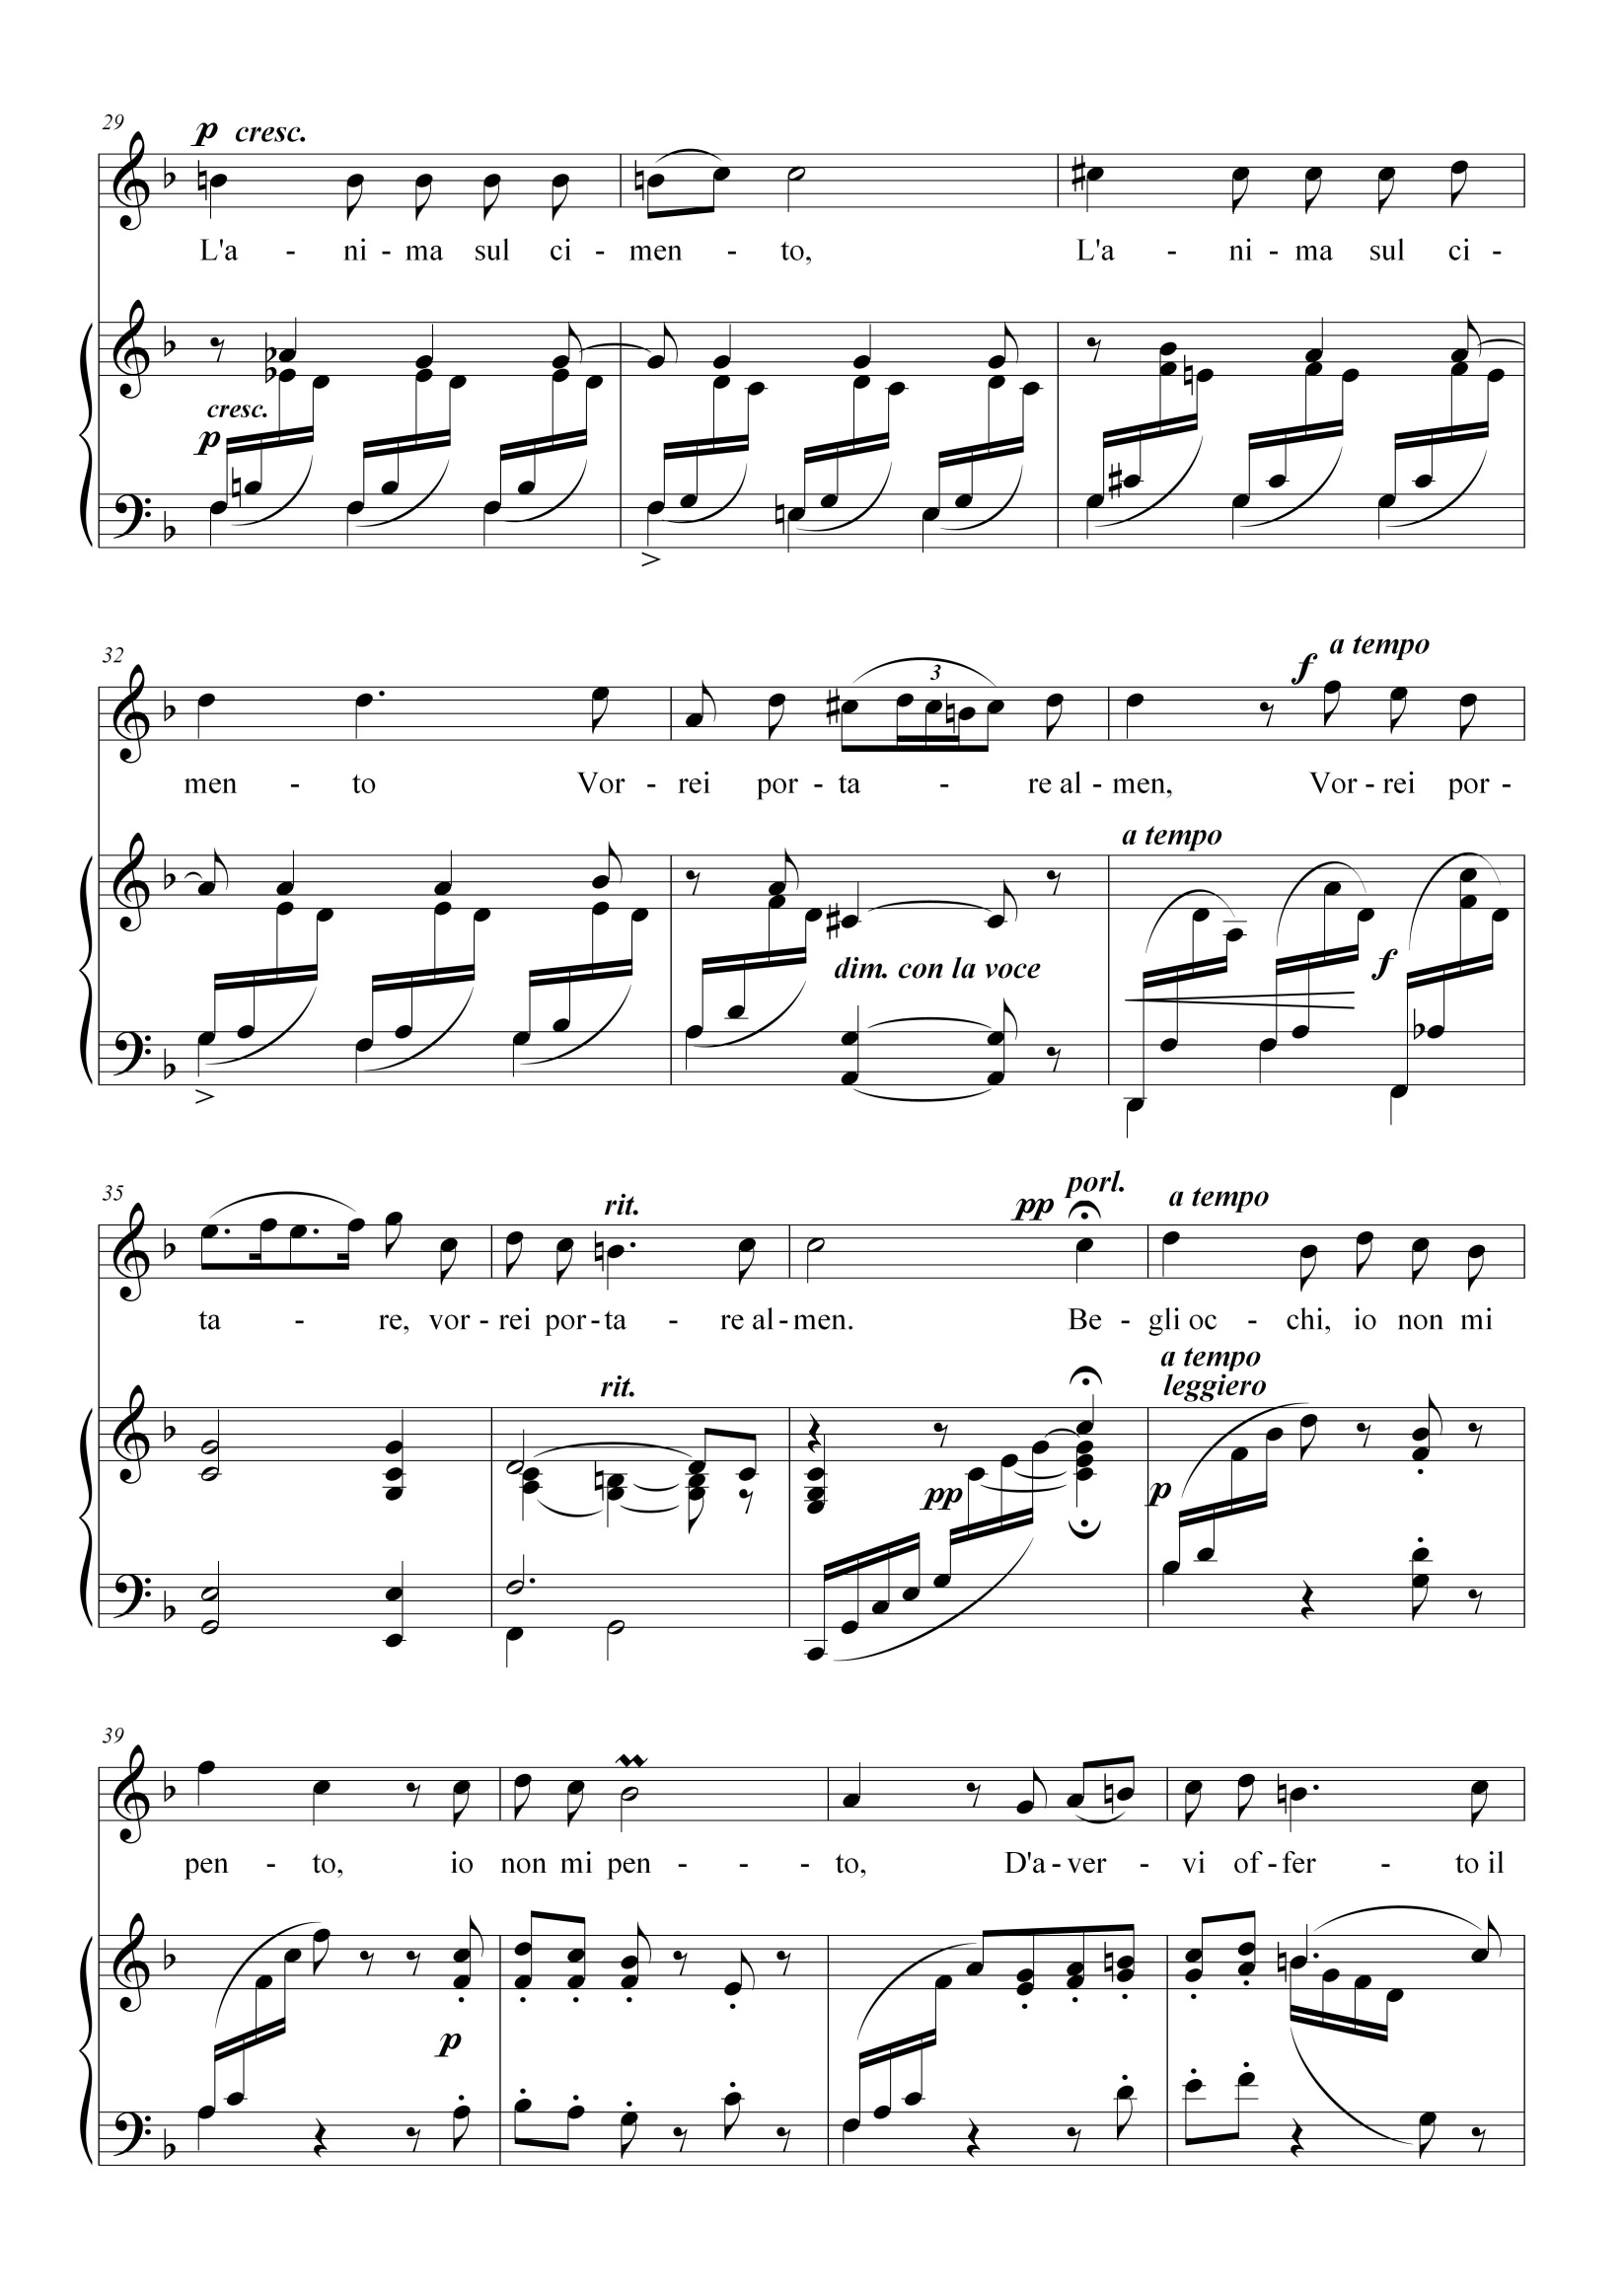 29
p cresc.
L'a - ni - ma sul ci - men - to, L'a - ni - ma sul ci -
cresc.
p
32
f a tempo
3
men - to Vor - rei por - ta - re al - men, Vor - rei por -
a tempo
dim. con la voce
f
35
rit. pp porl. a tempo
ta - re, vor - rei por - ta - re al - men. Be - gli oc - chi, io non mi
rit. a tempo
leggiero
pp p
39
pen - to, io non mi pen - - to, D'a - ver - vi of - fer - to il
p